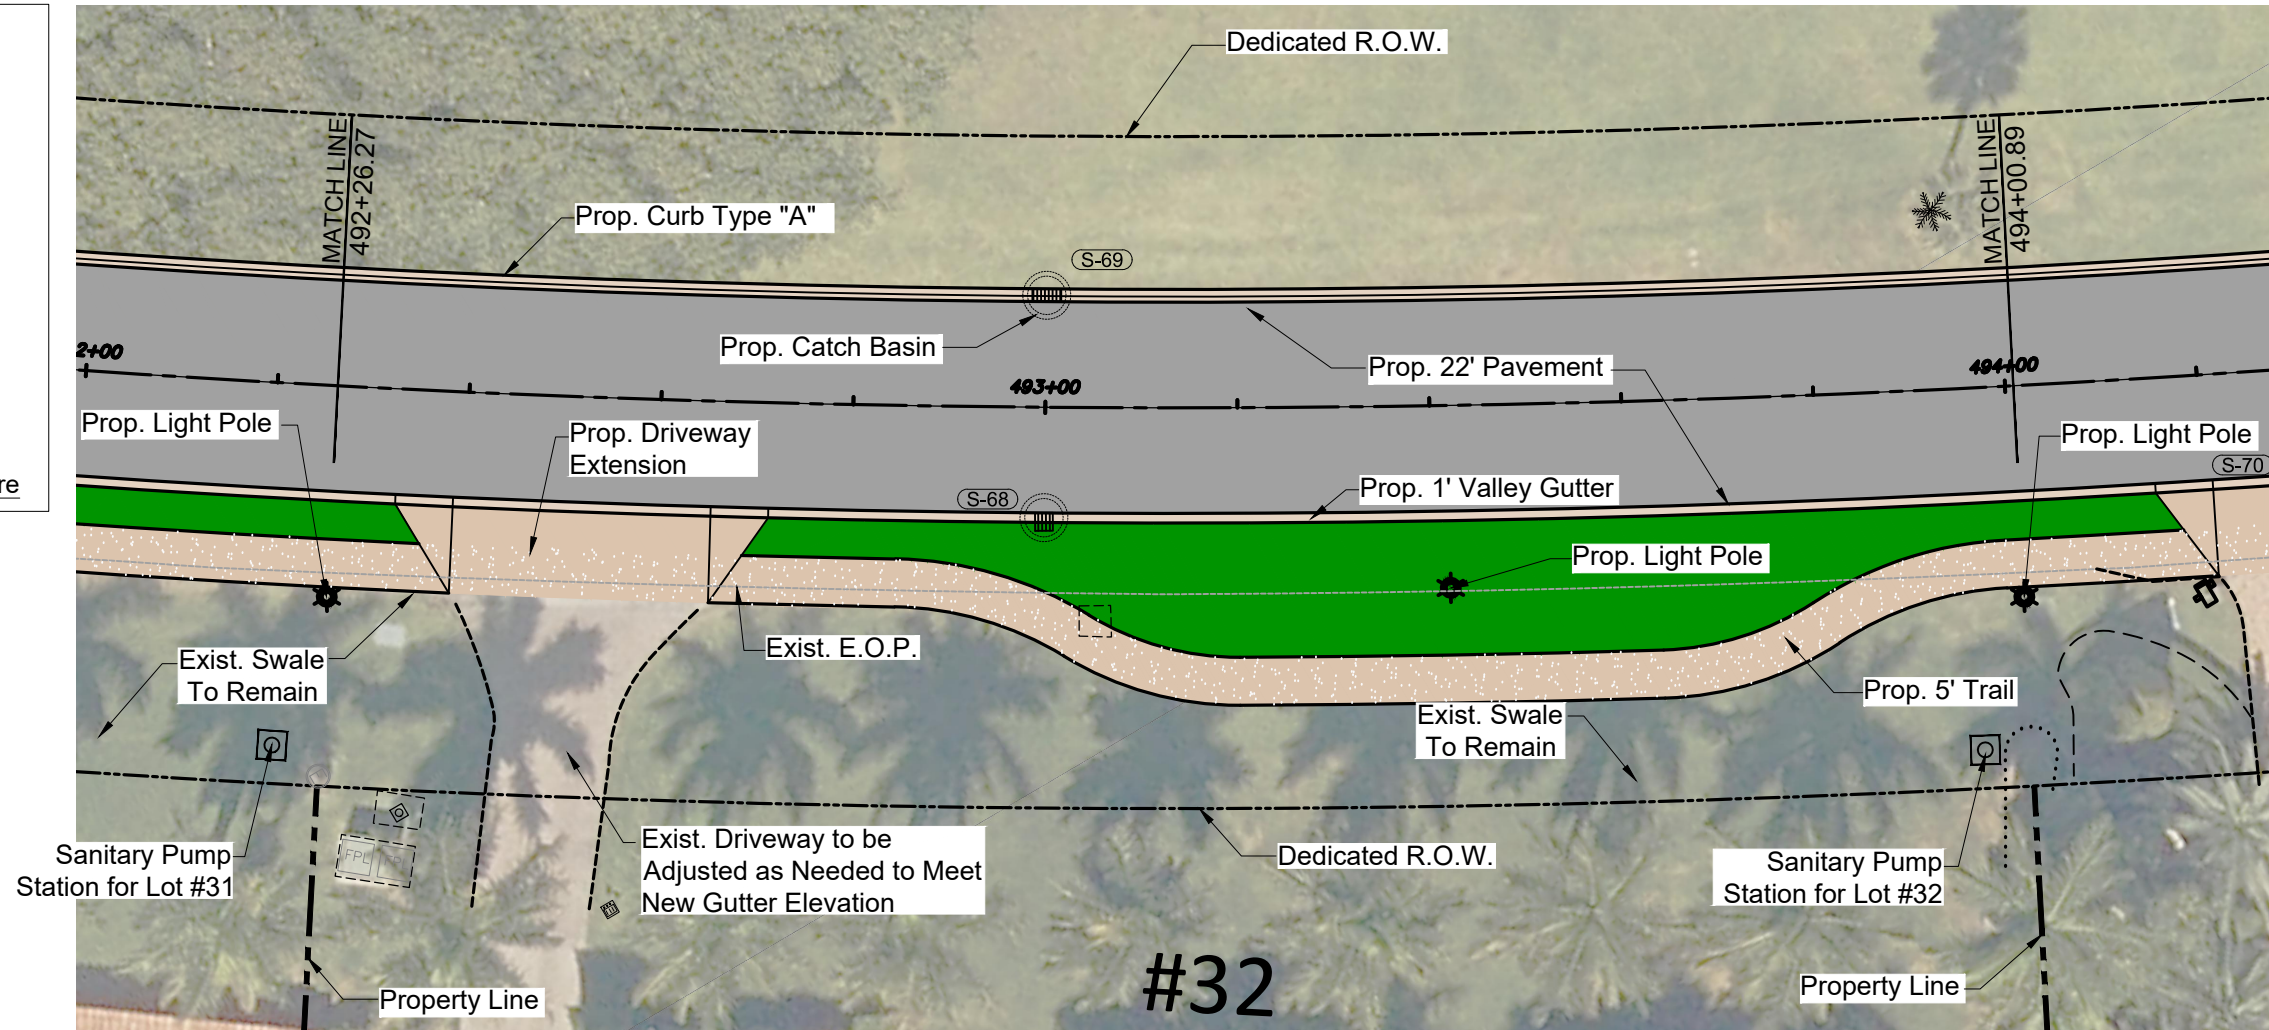 Dedicated R.O.W.
MATCH LINE
492+26.27
MATCH LINE
494+00.89
Prop. Curb Type "A"
S-69
Prop. Catch Basin
2+00
493+00
Prop. 22' Pavement
494+00
Prop. Light Pole
Prop. Driveway
Extension
Prop. Light Pole
S-70
re
S-68
Prop. 1' Valley Gutter
Prop. Light Pole
Exist. E.O.P.
Exist. Swale
To Remain
Prop. 5' Trail
Exist. Swale
To Remain
Sanitary Pump
Station for Lot #31
FPL
FPL
Exist. Driveway to be
Adjusted as Needed to Meet
New Gutter Elevation
Dedicated R.O.W.
Sanitary Pump
Station for Lot #32
Property Line
#32
Property Line